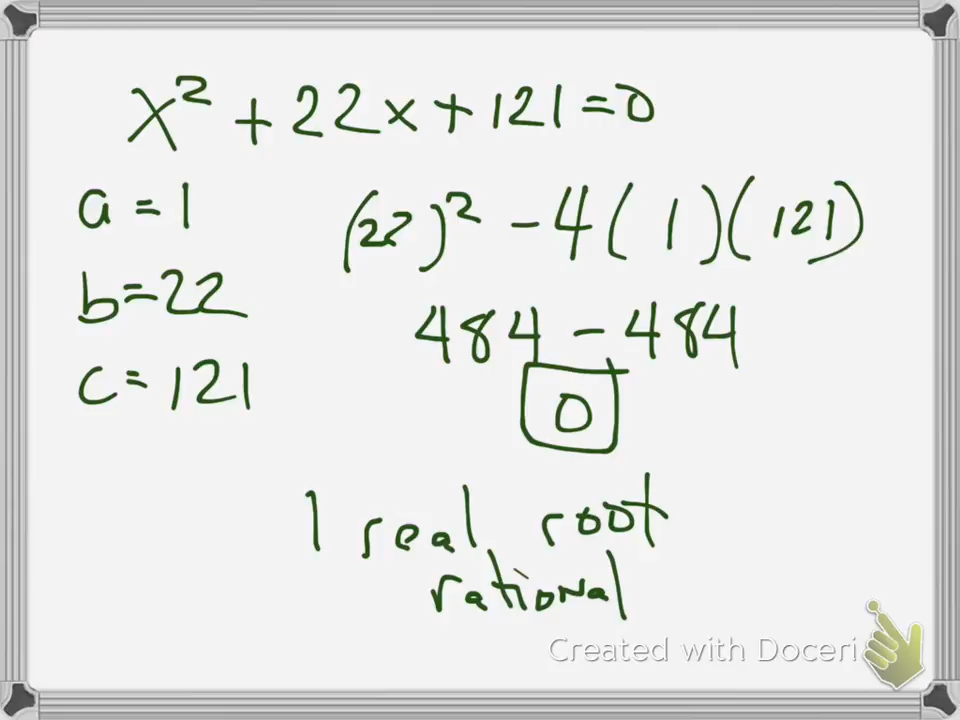 x² + 22x + 121 = 0
a = 1
b = 22
c = 121
(22)² - 4(1)(121)
484 - 484
0
1 real root
rational
Created with Doceri